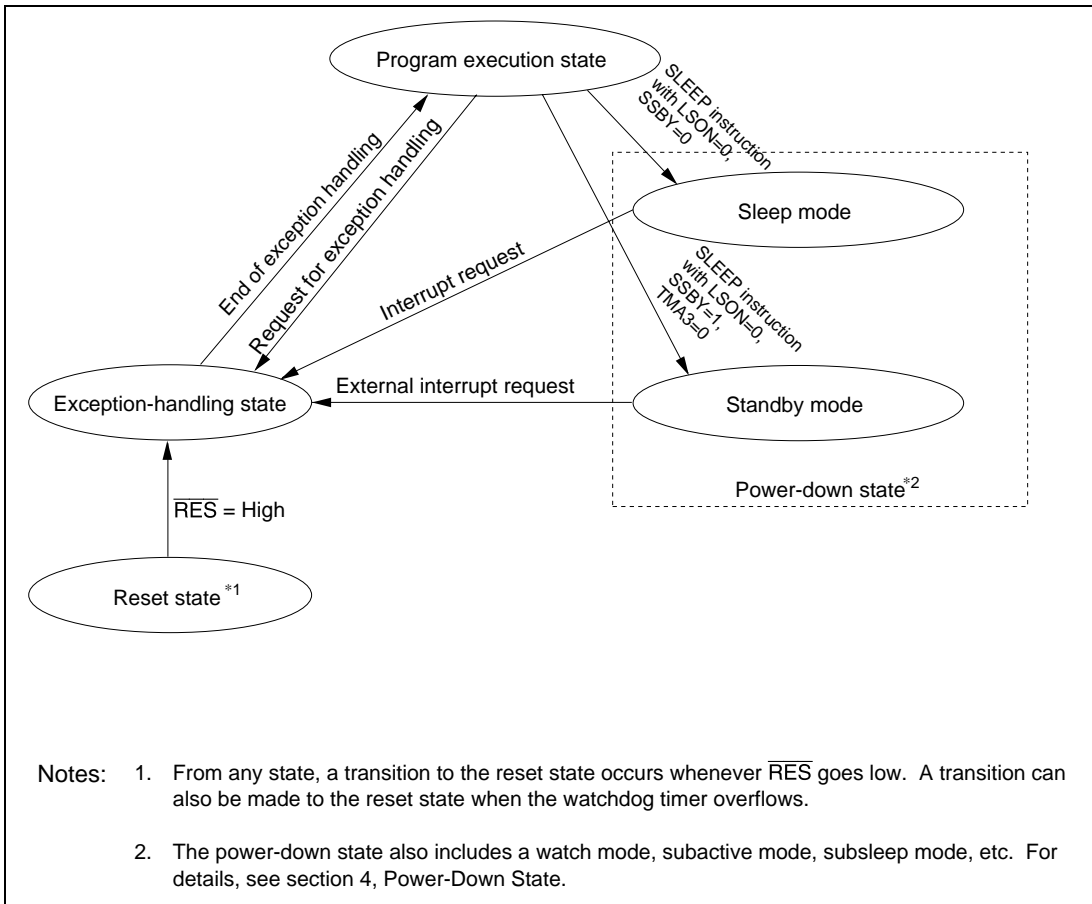 Program execution state
SLEEP instruction
with LSON=0,
SSBY=0
End of exception handling
Request for exception handling
Sleep mode
Interrupt request
SLEEP instruction
with LSON=0,
SSBY=1,
TMA3=0
External interrupt request
Exception-handling state
Standby mode
Power-down state*2
R̅E̅S̅ = High
Reset state *1
Notes: 1. From any state, a transition to the reset state occurs whenever R̅E̅S̅ goes low. A transition can
also be made to the reset state when the watchdog timer overflows.
2. The power-down state also includes a watch mode, subactive mode, subsleep mode, etc. For
details, see section 4, Power-Down State.